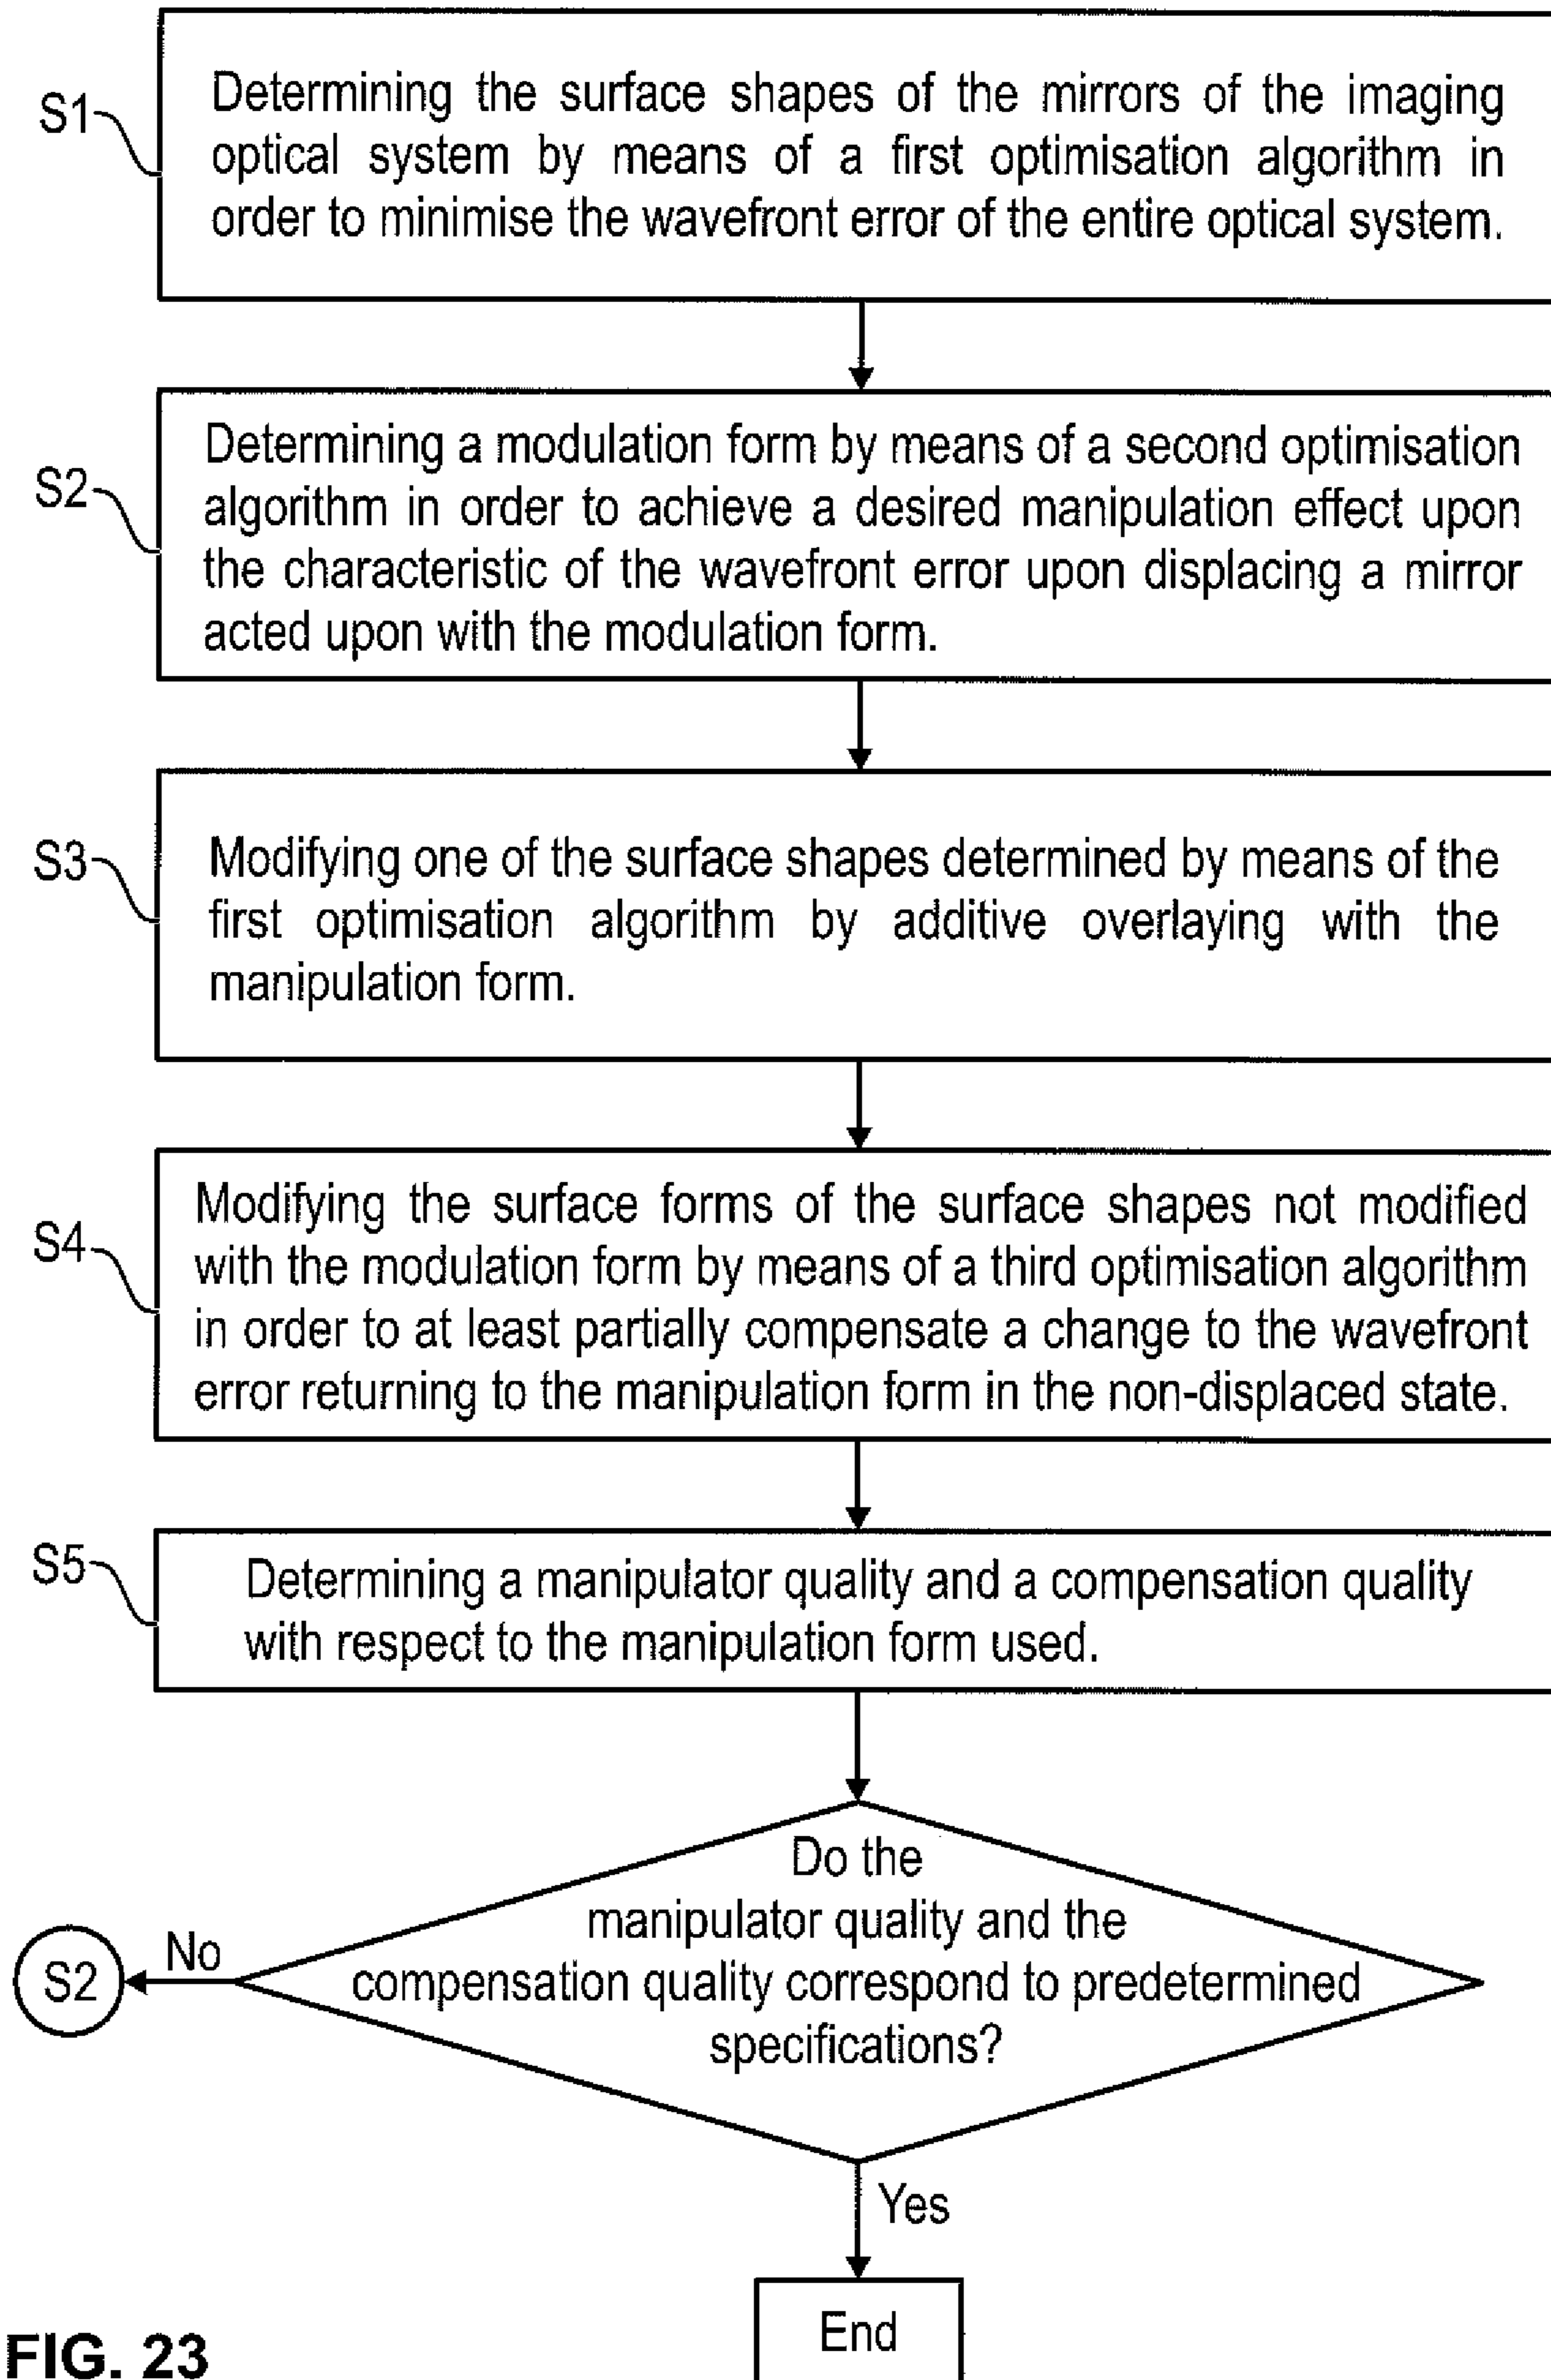 S1
Determining the surface shapes of the mirrors of the imaging
optical system by means of a first optimisation algorithm in
order to minimise the wavefront error of the entire optical system.
S2
Determining a modulation form by means of a second optimisation
algorithm in order to achieve a desired manipulation effect upon
the characteristic of the wavefront error upon displacing a mirror
acted upon with the modulation form.
S3
Modifying one of the surface shapes determined by means of the
first optimisation algorithm by additive overlaying with the
manipulation form.
S4
Modifying the surface forms of the surface shapes not modified
with the modulation form by means of a third optimisation algorithm
in order to at least partially compensate a change to the wavefront
error returning to the manipulation form in the non-displaced state.
S5
Determining a manipulator quality and a compensation quality
with respect to the manipulation form used.
Do the
manipulator quality and the
compensation quality correspond to predetermined
specifications?
No
S2
Yes
End
FIG. 23